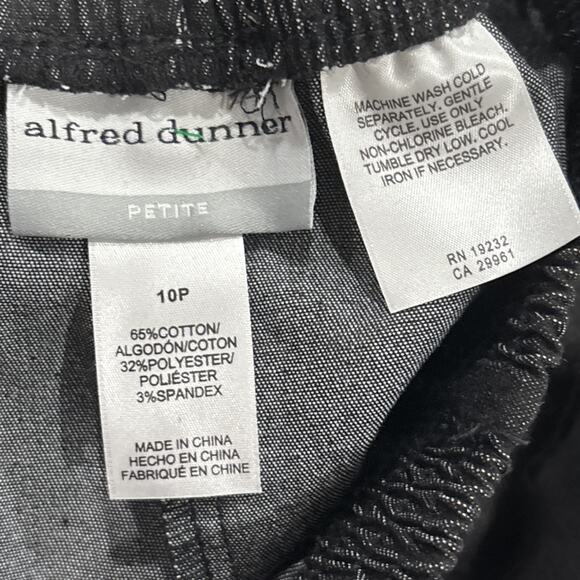 alfred dunner
PETITE
10P
65%COTTON/
ALGODÓN/COTON
32%POLYESTER/
POLIÉSTER
3%SPANDEX
MADE IN CHINA
HECHO EN CHINA
FABRIQUÉ EN CHINE
MACHINE WASH COLD
SEPARATELY. GENTLE
CYCLE. USE ONLY
NON-CHLORINE BLEACH.
TUMBLE DRY LOW. COOL
IRON IF NECESSARY.
RN 19232
CA 29961